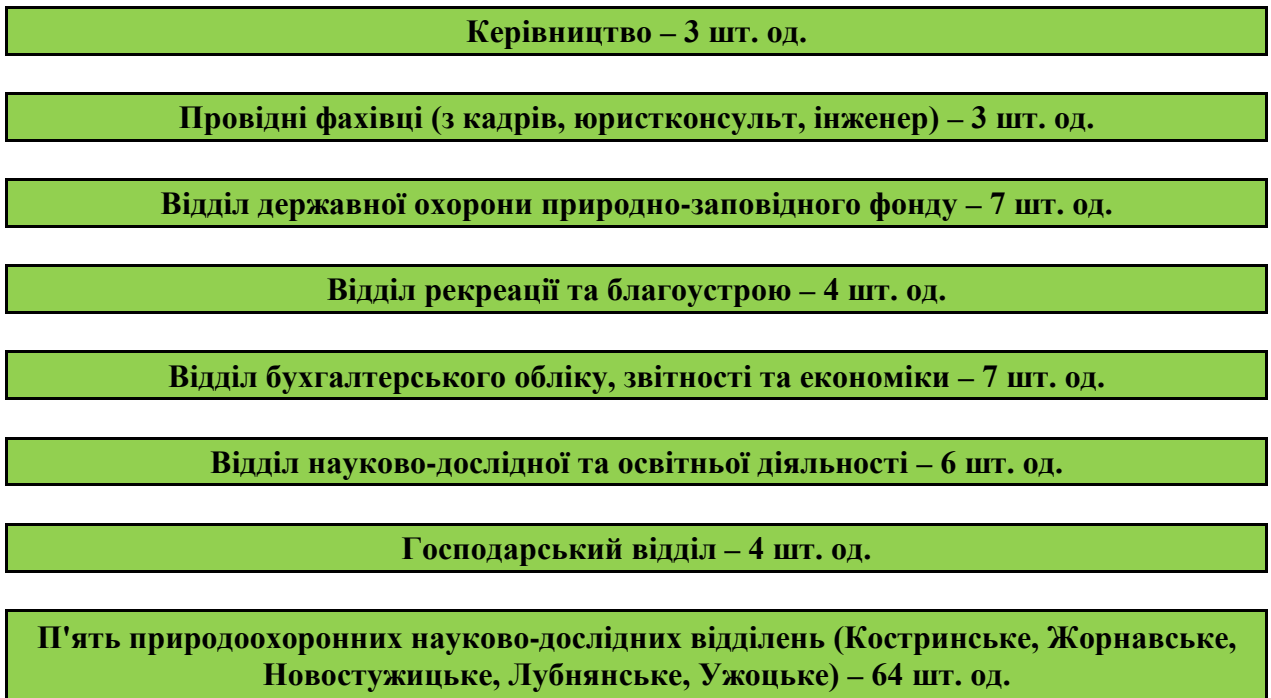 Керівництво – 3 шт. од.
Провідні фахівці (з кадрів, юристконсульт, інженер) – 3 шт. од.
Відділ державної охорони природно-заповідного фонду – 7 шт. од.
Відділ рекреації та благоустрою – 4 шт. од.
Відділ бухгалтерського обліку, звітності та економіки – 7 шт. од.
Відділ науково-дослідної та освітньої діяльності – 6 шт. од.
Господарський відділ – 4 шт. од.
П'ять природоохоронних науково-дослідних відділень (Костринське, Жорнавське,
Новостужицьке, Лубнянське, Ужоцьке) – 64 шт. од.